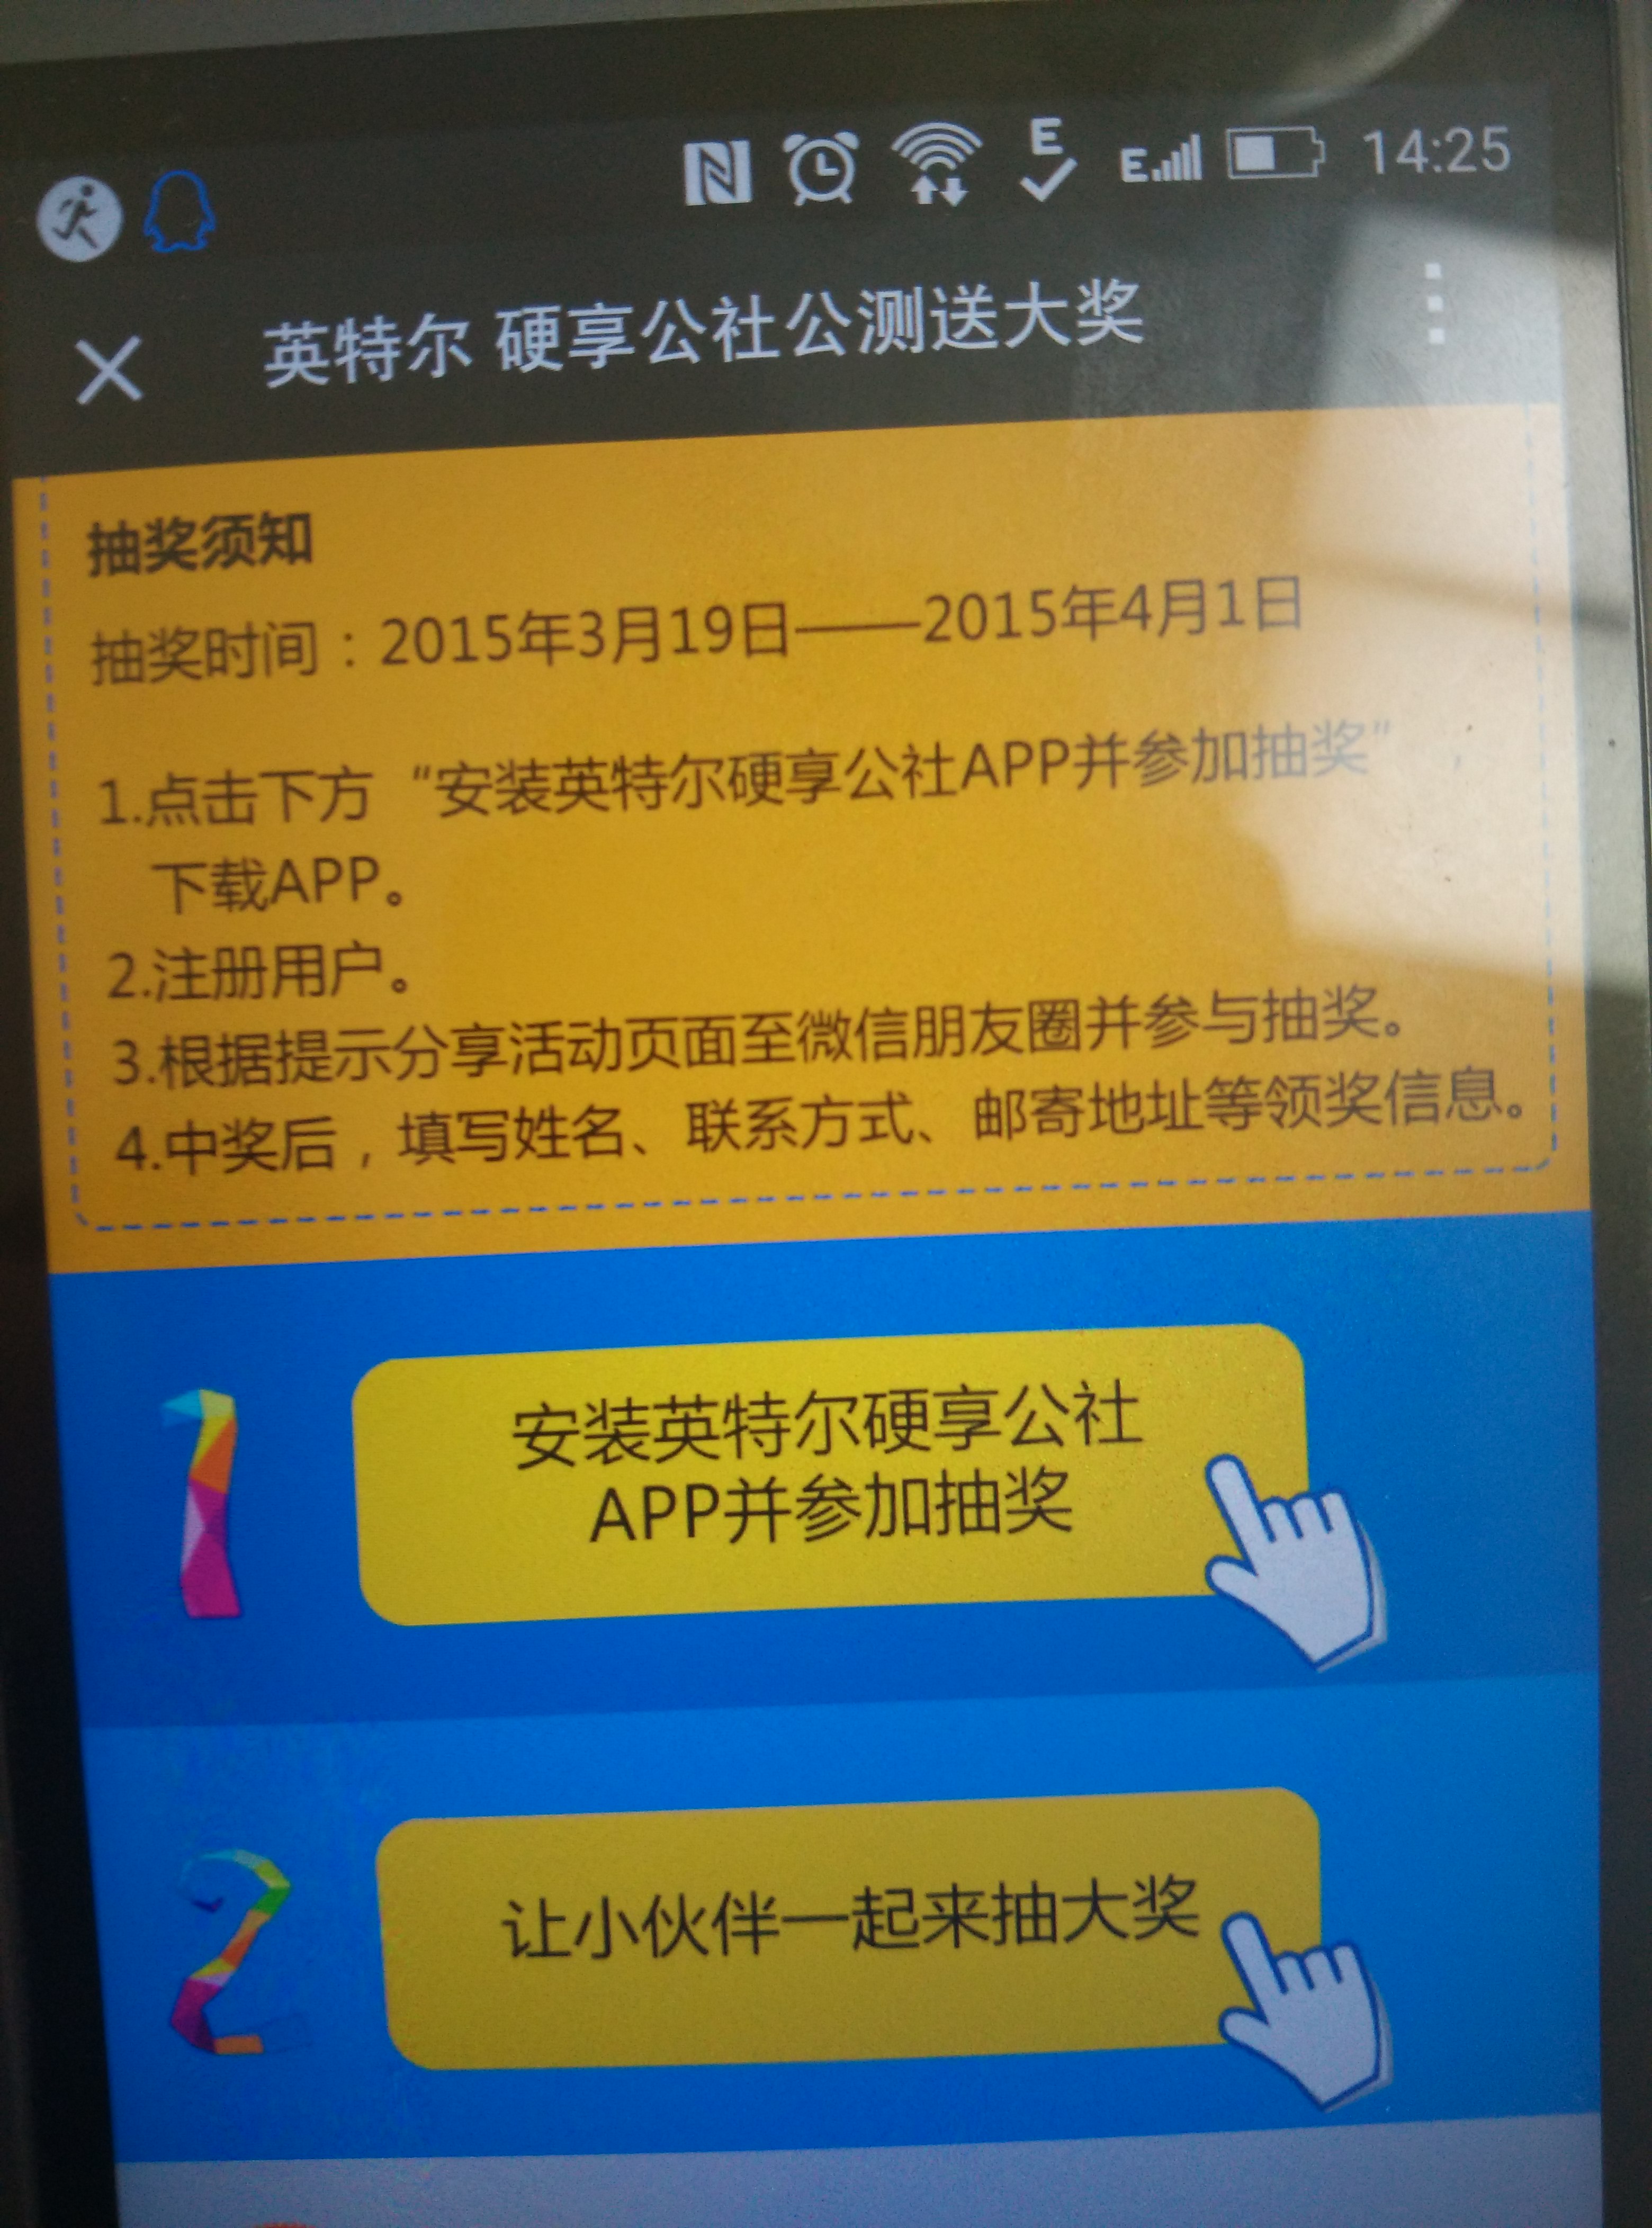 E
E
14:25
英特尔 硬享公社公测送大奖
抽奖须知
抽奖时间：2015年3月19日——2015年4月1日
1.点击下方“安装英特尔硬享公社APP并参加抽奖”，
下载APP。
2.注册用户。
3.根据提示分享活动页面至微信朋友圈并参与抽奖。
4.中奖后，填写姓名、联系方式、邮寄地址等领奖信息。
1
安装英特尔硬享公社
APP并参加抽奖
2
让小伙伴一起来抽大奖